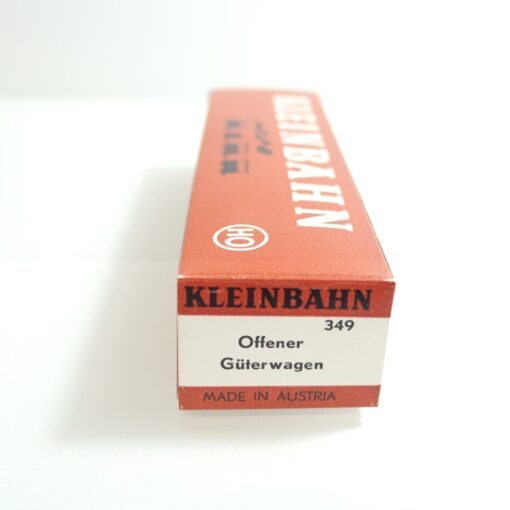 KLEINBAHN
HO
KLEINBAHN
349
Offener
Güterwagen
MADE IN AUSTRIA